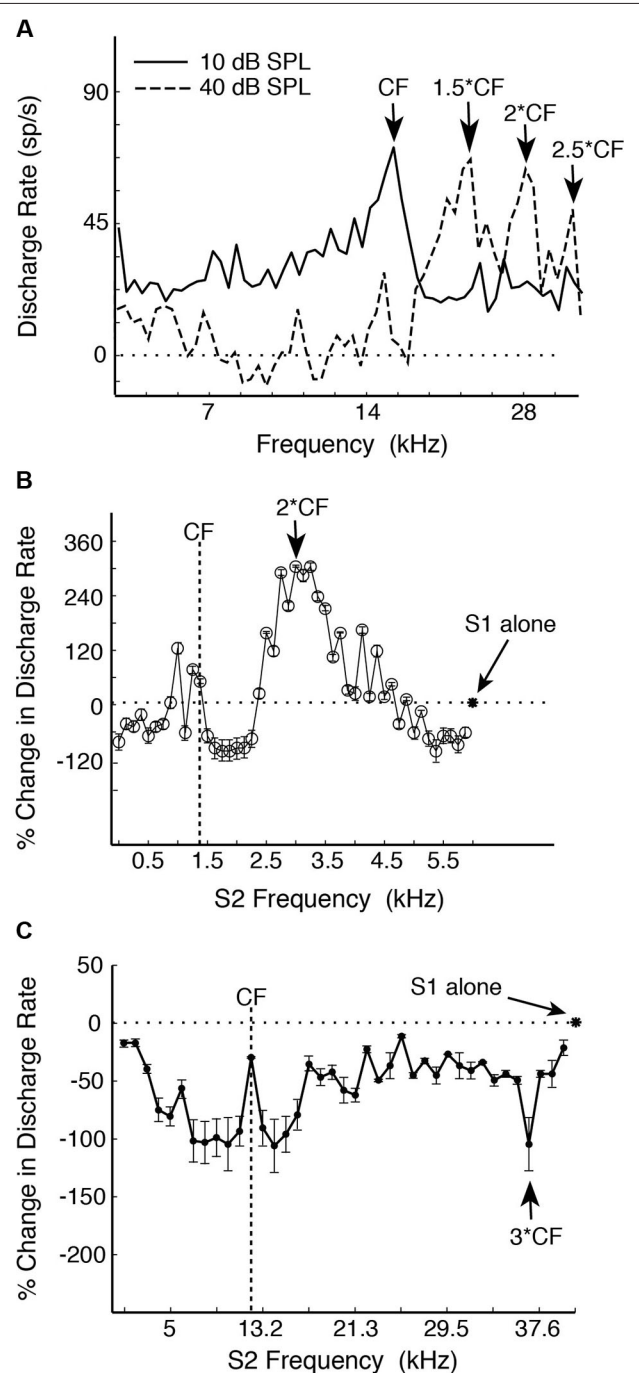 A
10 dB SPL
40 dB SPL
CF
1.5*CF
2*CF
2.5*CF
90
45
0
Discharge Rate (sp/s)
7
14
28
Frequency (kHz)
B
2*CF
CF
S1 alone
360
240
120
0
-120
% Change in Discharge Rate
0.5
1.5
2.5
3.5
4.5
5.5
S2 Frequency (kHz)
C
50
0
-50
-100
-150
-200
% Change in Discharge Rate
CF
S1 alone
3*CF
5
13.2
21.3
29.5
37.6
S2 Frequency (kHz)